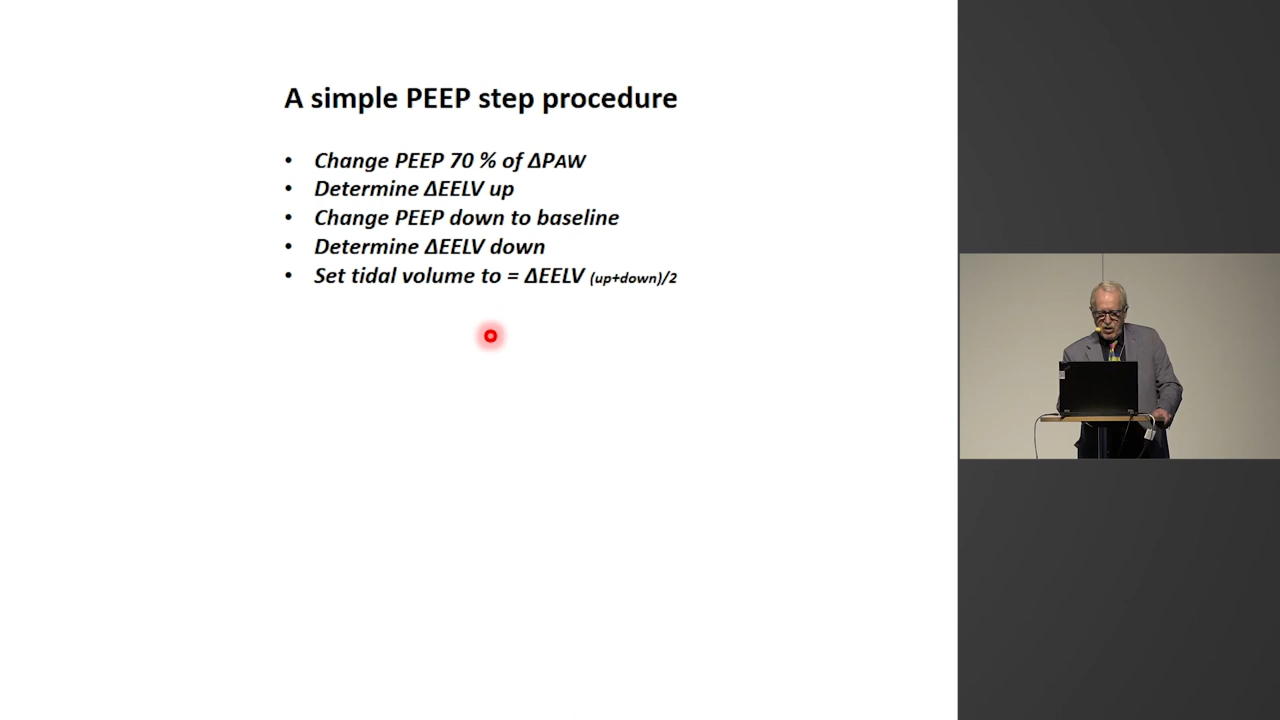 A simple PEEP step procedure
• Change PEEP 70 % of ΔPAW
• Determine ΔEELV up
• Change PEEP down to baseline
• Determine ΔEELV down
• Set tidal volume to = ΔEELV (up+down)/2